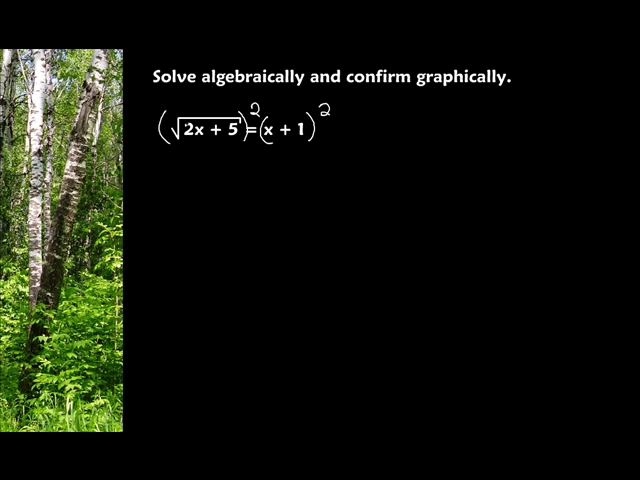 Solve algebraically and confirm graphically.
(√2x + 5)² = (x + 1)²